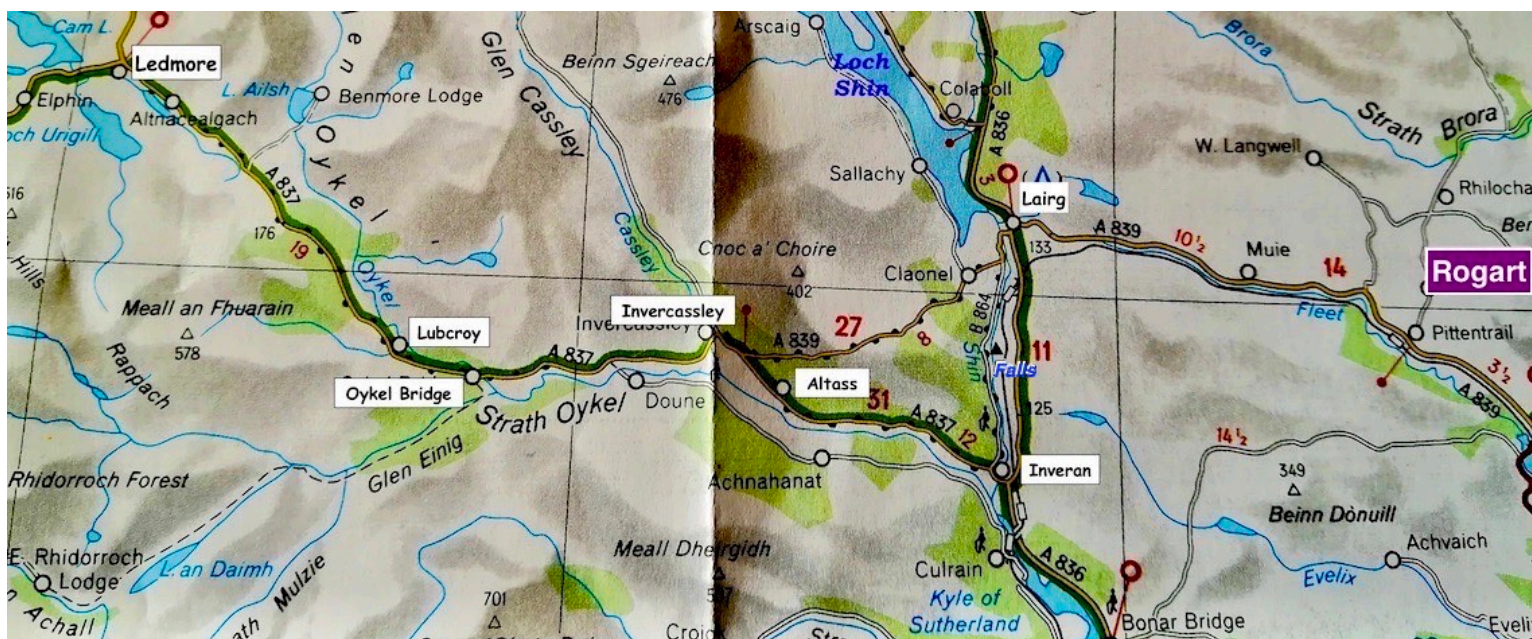 Cam L.
Ledmore
Elphin
Altnacealgach
L. Ailsh
Benmore Lodge
Oykel
Glen Cassley
Beinn Sgeireach
476
Arscaig
Loch
Shin
Colaboll
A 836
3
Brora
Strath Brora
W. Langwell
Sallachy
Lairg
Rhilocha
A 837
176
19
Oykel
Cassley
Cnoc a' Choire
402
Claonel
133
A 839
10½
Muie
14
Rogart
Fleet
Pittentrail
Hills
Meall an Fhuarain
578
Rappach
Lubcroy
Invercassley
A 837
Oykel Bridge
Strath Oykel
Doune
A 839
27
8
A 884
Shin
Falls
11
Altass
31
A 837
12
125
3½
A 839
14½
Inveran
349
Beinn Dònuill
Achvaich
Evelix
Glen Einig
Rhidorroch Forest
Achnahanat
E. Rhidorroch
Lodge
L. an Daimh
Mulzie
Achall
701
Meall Dheirgidh
Culrain
A 836
Kyle of
Sutherland
Bonar Bridge
Croick